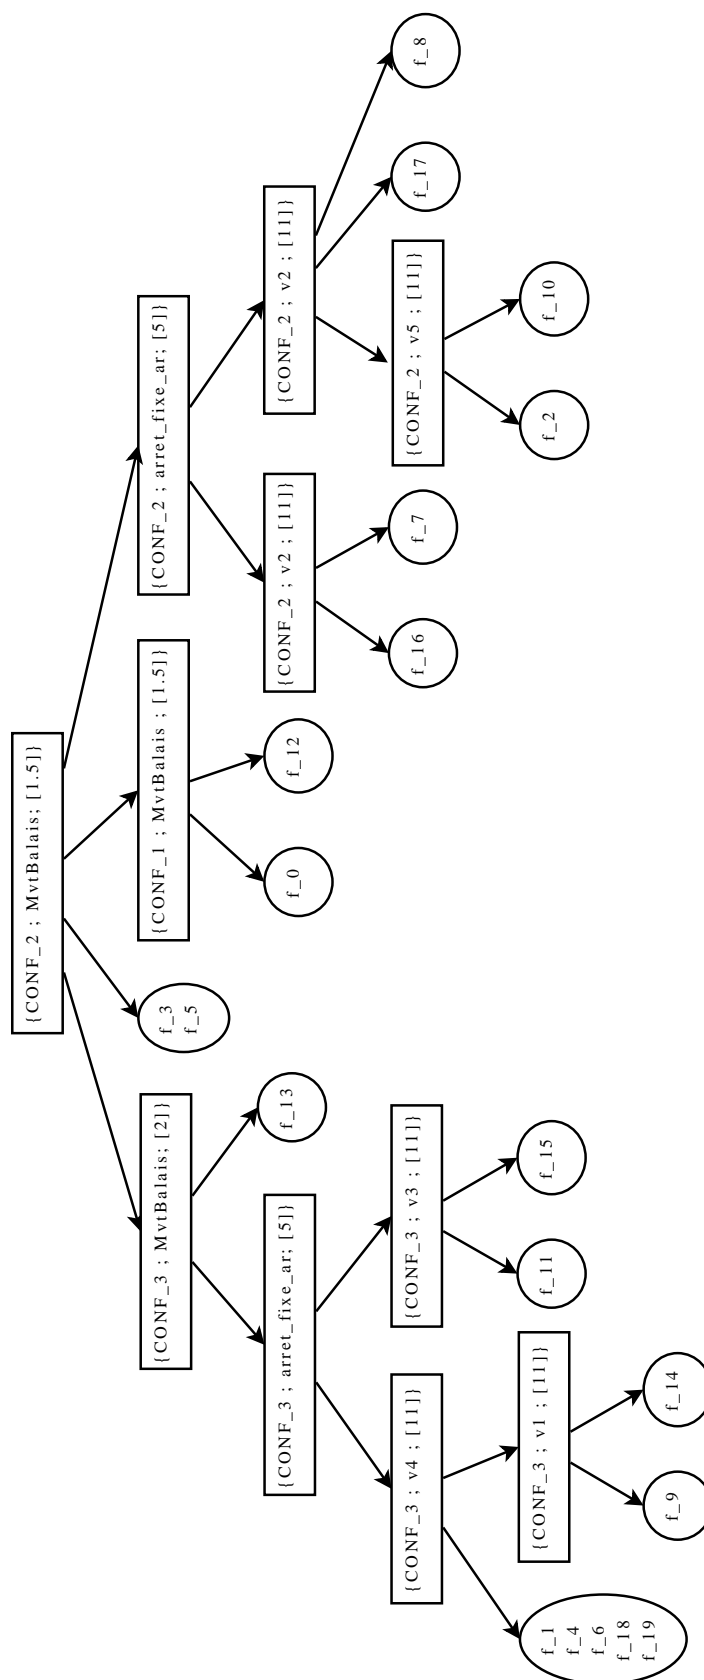 {CONF_2 ; MvtBalais; [1.5]}
{CONF_3 ; MvtBalais; [2]}
f_3
f_5
{CONF_1 ; MvtBalais ; [1.5]}
{CONF_2 ; arret_fixe_ar; [5]}
{CONF_3 ; arret_fixe_ar; [5]}
f_13
f_0
f_12
{CONF_2 ; v2 ; [11]}
{CONF_2 ; v2 ; [11]}
{CONF_3 ; v4 ; [11]}
{CONF_3 ; v3 ; [11]}
f_16
f_7
{CONF_2 ; v5 ; [11]}
f_17
f_8
f_1
f_4
f_6
f_18
f_19
{CONF_3 ; v1 ; [11]}
f_11
f_15
f_2
f_10
f_9
f_14